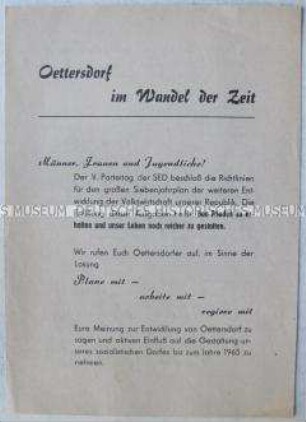 Oettersdorf
im Wandel der Zeit
Männer, Frauen und Jugendliche!
Der V. Parteitag der SED beschloß die Richtlinien
für den großen Siebenjahrplan der weiteren Ent-
wicklung der Volkswirtschaft unserer Republik. Die
den Frieden zu er-
halten und unser Leben noch reicher zu gestalten.
Wir rufen Euch Oettersdorfer auf, im Sinne der
Losung
Plane mit —
arbeite mit —
regiere mit
Eure Meinung zur Entwicklung von Oettersdorf zu
sagen und aktiven Einfluß auf die Gestaltung un-
seres sozialistischen Dorfes bis zum Jahre 1965 zu
nehmen.